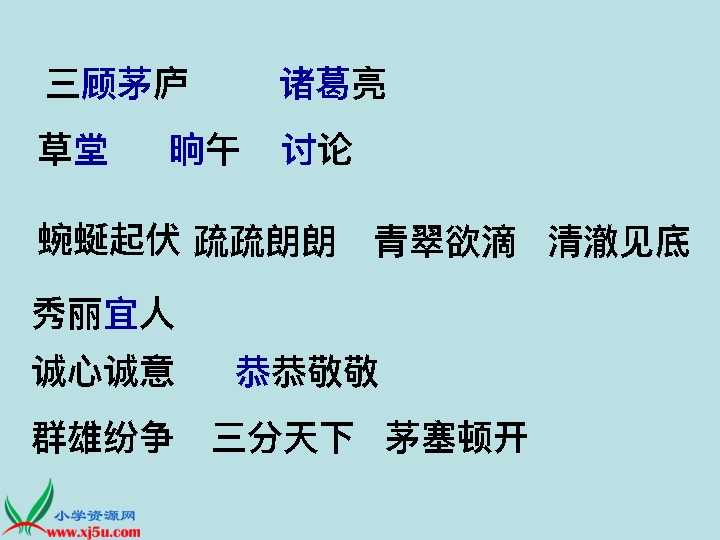 三顾茅庐 诸葛亮
草堂 晌午 讨论
蜿蜒起伏 疏疏朗朗 青翠欲滴 清澈见底
秀丽宜人
诚心诚意 恭恭敬敬
群雄纷争 三分天下 茅塞顿开
小学资源网
www.xj5u.com